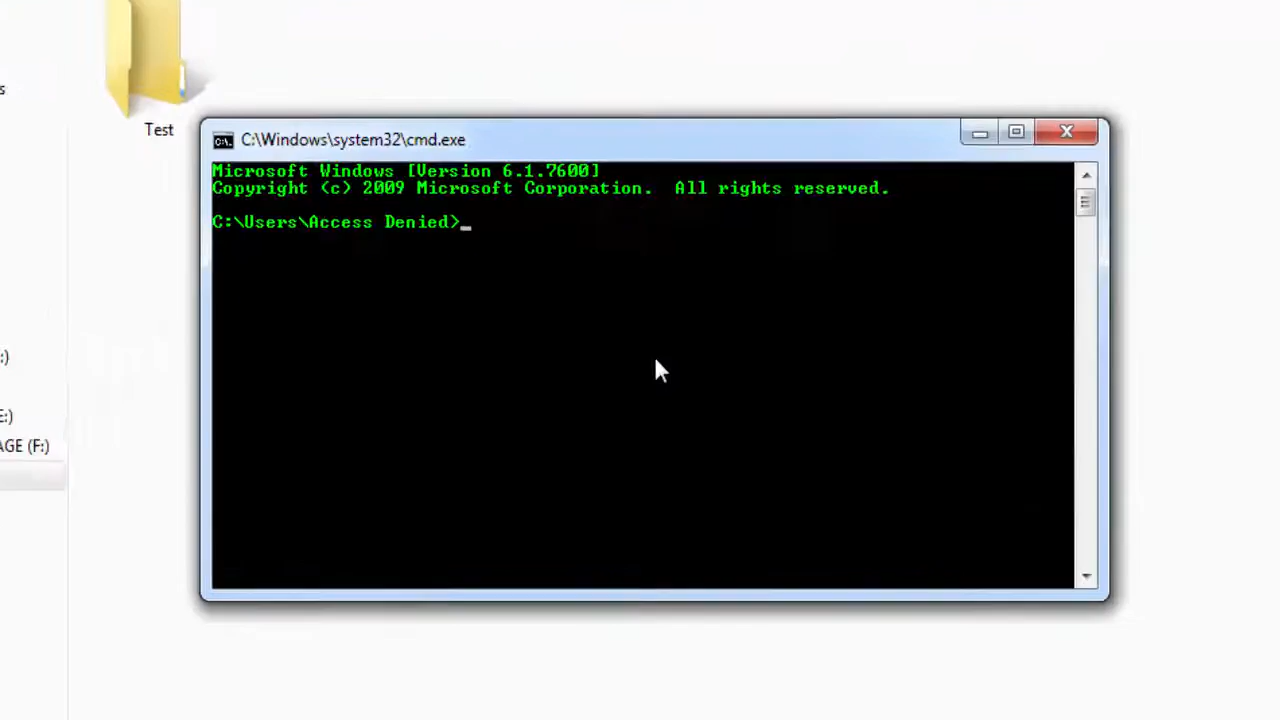 s
Test
C:\Windows\system32\cmd.exe
Microsoft Windows [Version 6.1.7600]
Copyright (c) 2009 Microsoft Corporation.  All rights reserved.
C:\Users\Access Denied>_
:)
E:)
AGE (F:)